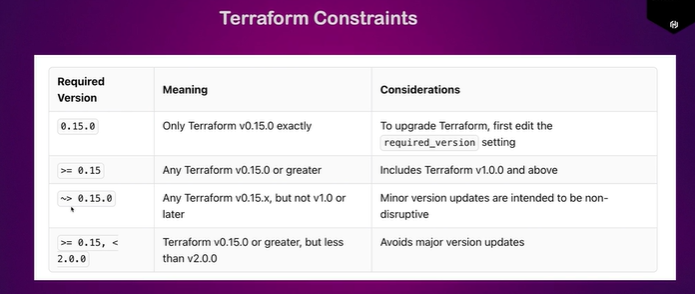 Terraform Constraints
Required
Version
Meaning
Considerations
0.15.0
Only Terraform v0.15.0 exactly
To upgrade Terraform, first edit the
required_version setting
>= 0.15
Any Terraform v0.15.0 or greater
Includes Terraform v1.0.0 and above
~> 0.15.0
Any Terraform v0.15.x, but not v1.0 or
later
Minor version updates are intended to be non-
disruptive
>= 0.15, <
2.0.0
Terraform v0.15.0 or greater, but less
than v2.0.0
Avoids major version updates